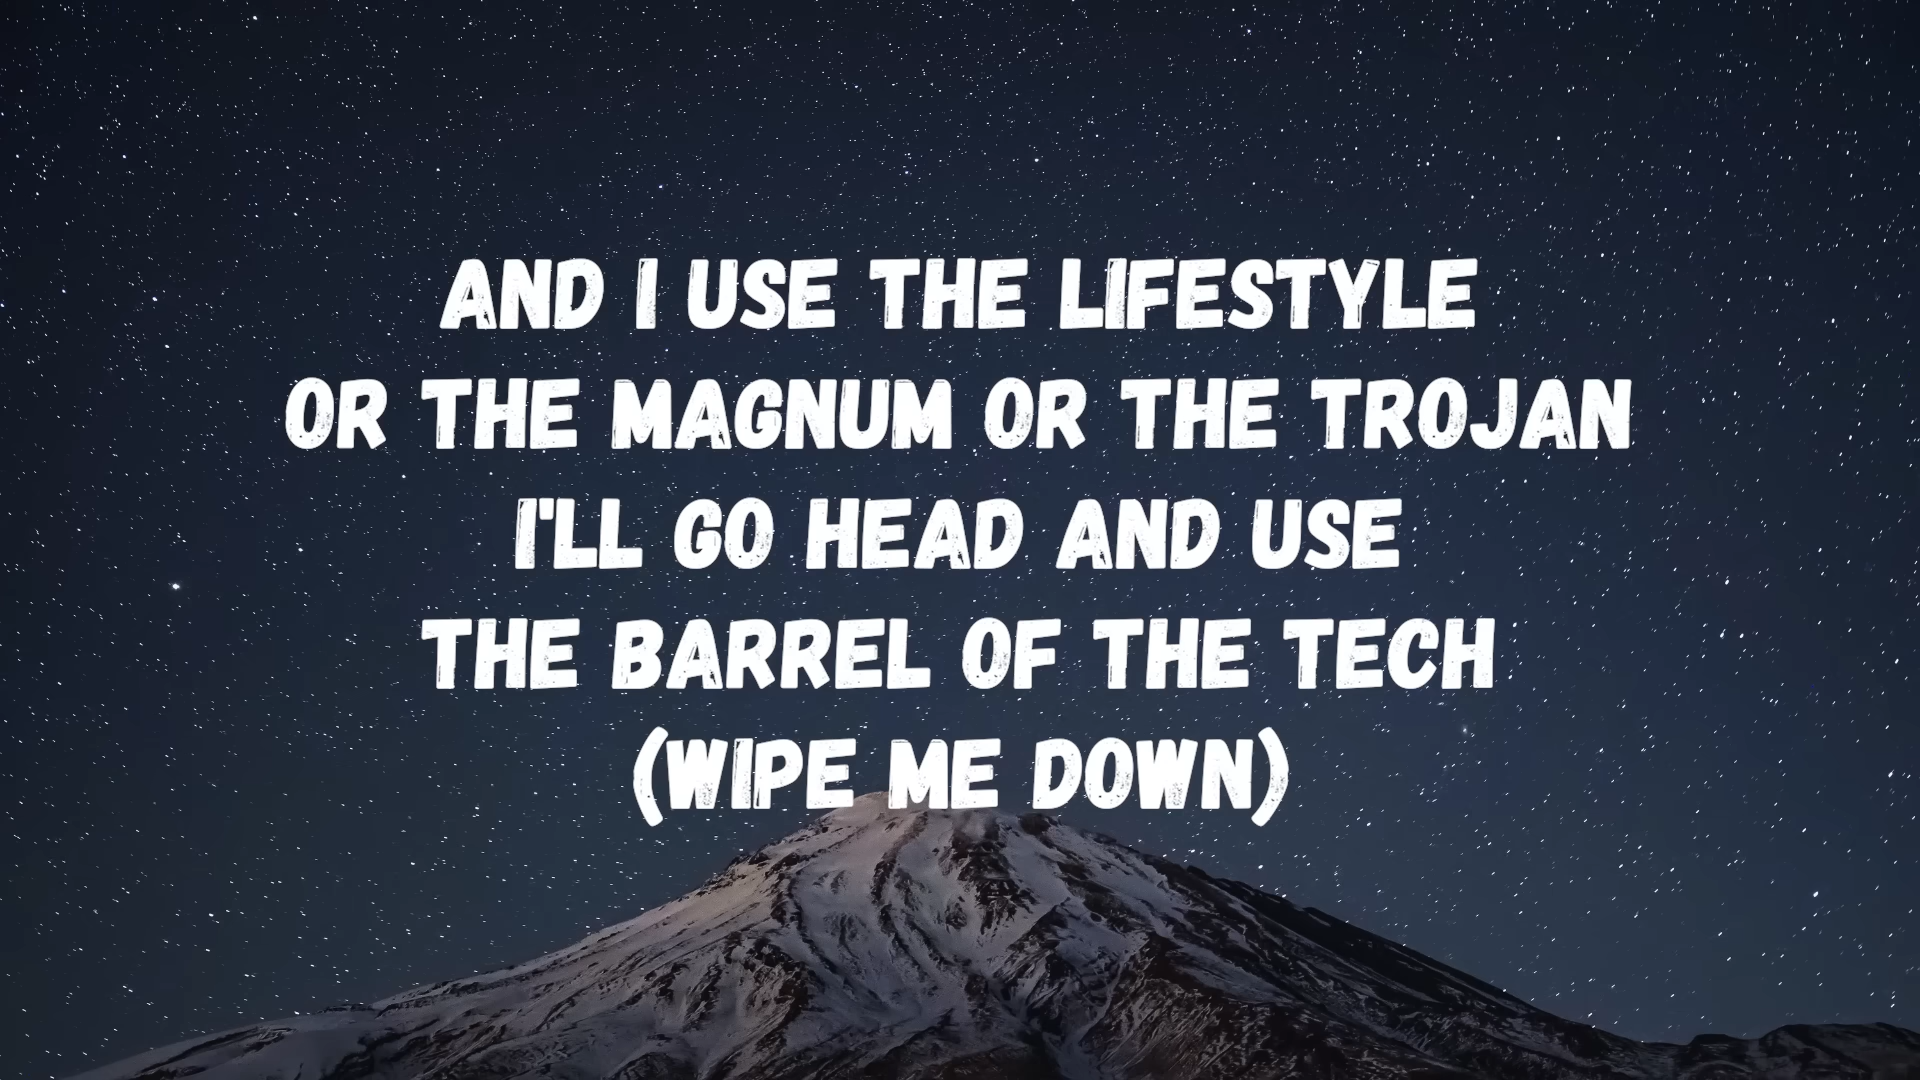 AND I USE THE LIFESTYLE
OR THE MAGNUM OR THE TROJAN
I'LL GO HEAD AND USE
THE BARREL OF THE TECH
(WIPE ME DOWN)